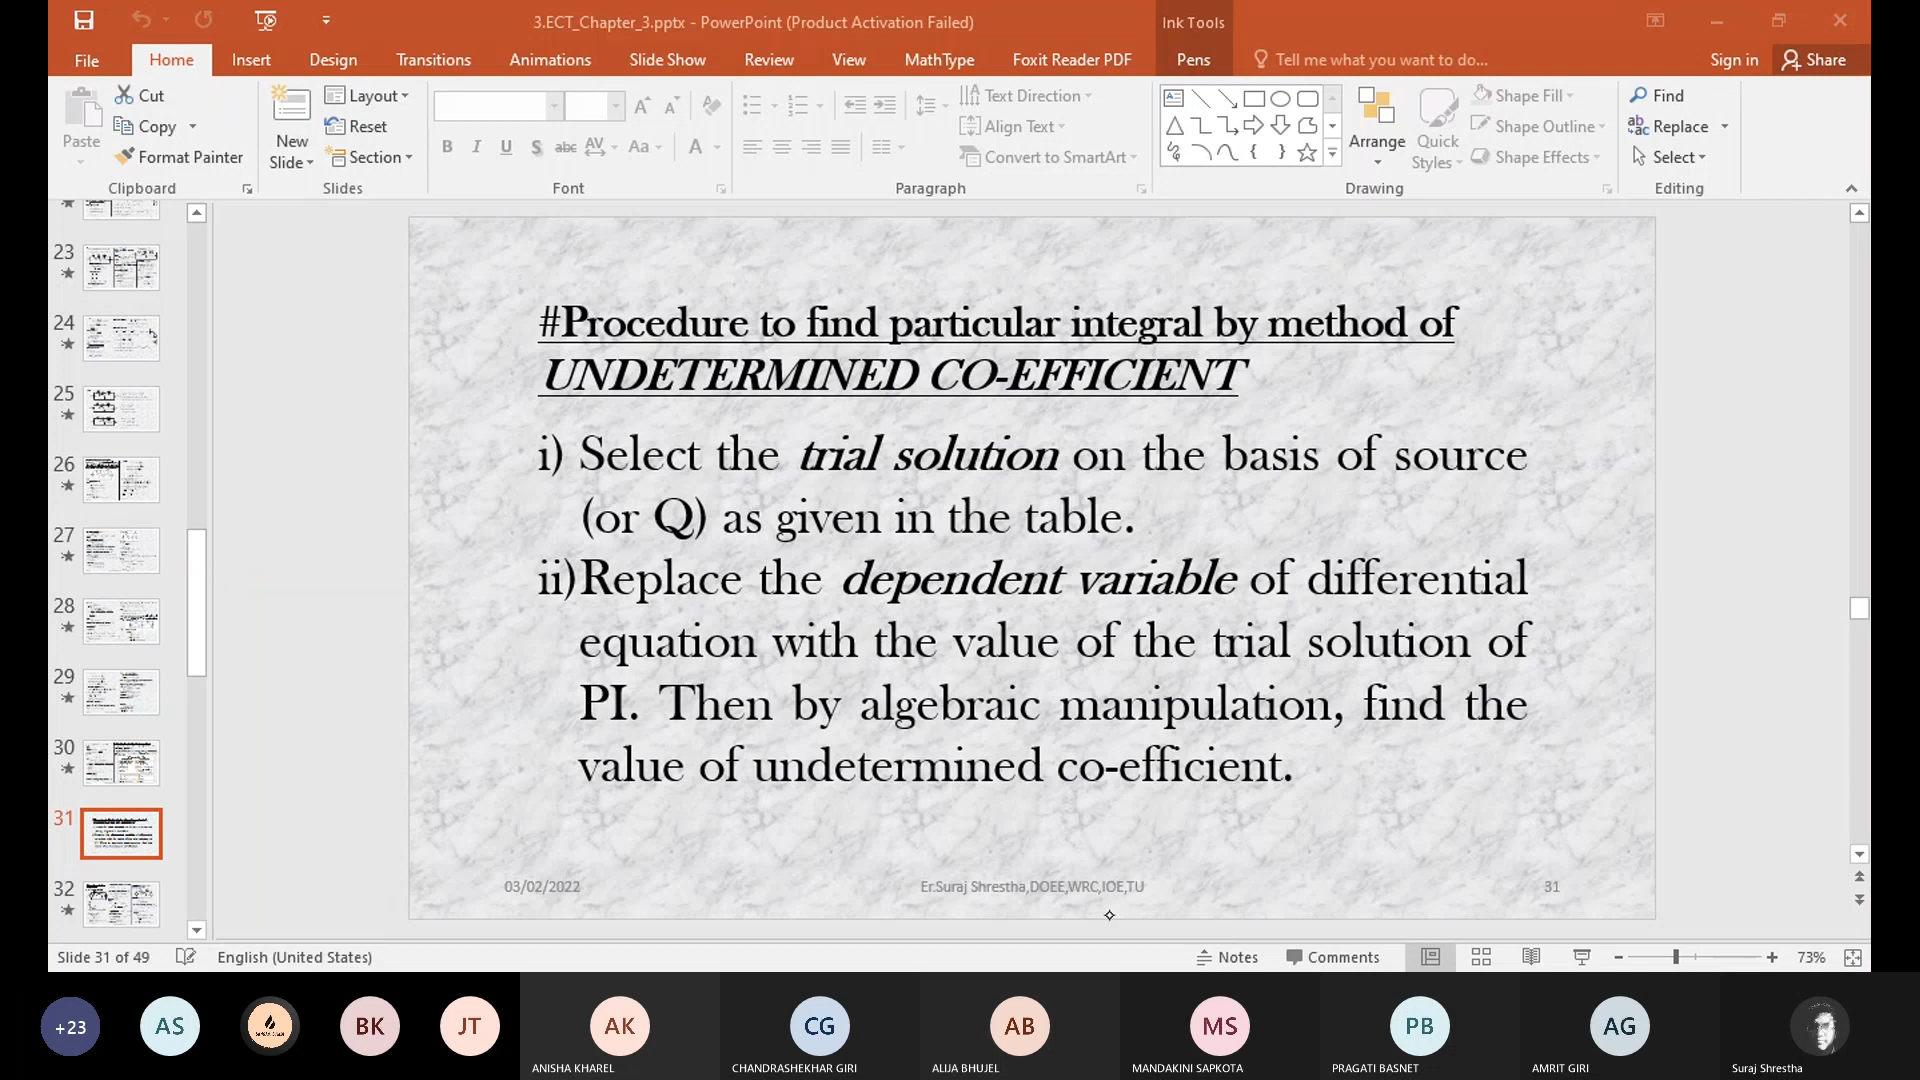 3.ECT_Chapter_3.pptx - PowerPoint (Product Activation Failed)
Ink Tools
File
Home
Insert
Design
Transitions
Animations
Slide Show
Review
View
MathType
Foxit Reader PDF
Pens
Tell me what you want to do...
Sign in
Share
Paste
Cut
Copy
Format Painter
Clipboard
New
Slide
Layout
Reset
Section
Slides
B I U S abc AV Aa A
Font
Text Direction
Align Text
Convert to SmartArt
Paragraph
Arrange
Quick
Styles
Shape Fill
Shape Outline
Shape Effects
Drawing
Find
Replace
Select
Editing
23
24
25
26
27
28
29
30
31
32
#Procedure to find particular integral by method of
UNDETERMINED CO-EFFICIENT
i) Select the trial solution on the basis of source
(or Q) as given in the table.
ii)Replace the dependent variable of differential
equation with the value of the trial solution of
PI. Then by algebraic manipulation, find the
value of undetermined co-efficient.
03/02/2022
Er.Suraj Shrestha,DOEE,WRC,IOE,TU
31
Slide 31 of 49
English (United States)
Notes
Comments
73%
+23
AS
BK
JT
AK
CG
AB
MS
PB
AG
ANISHA KHAREL
CHANDRASHEKHAR GIRI
ALIJA BHUJEL
MANDAKINI SAPKOTA
PRAGATI BASNET
AMRIT GIRI
Suraj Shrestha